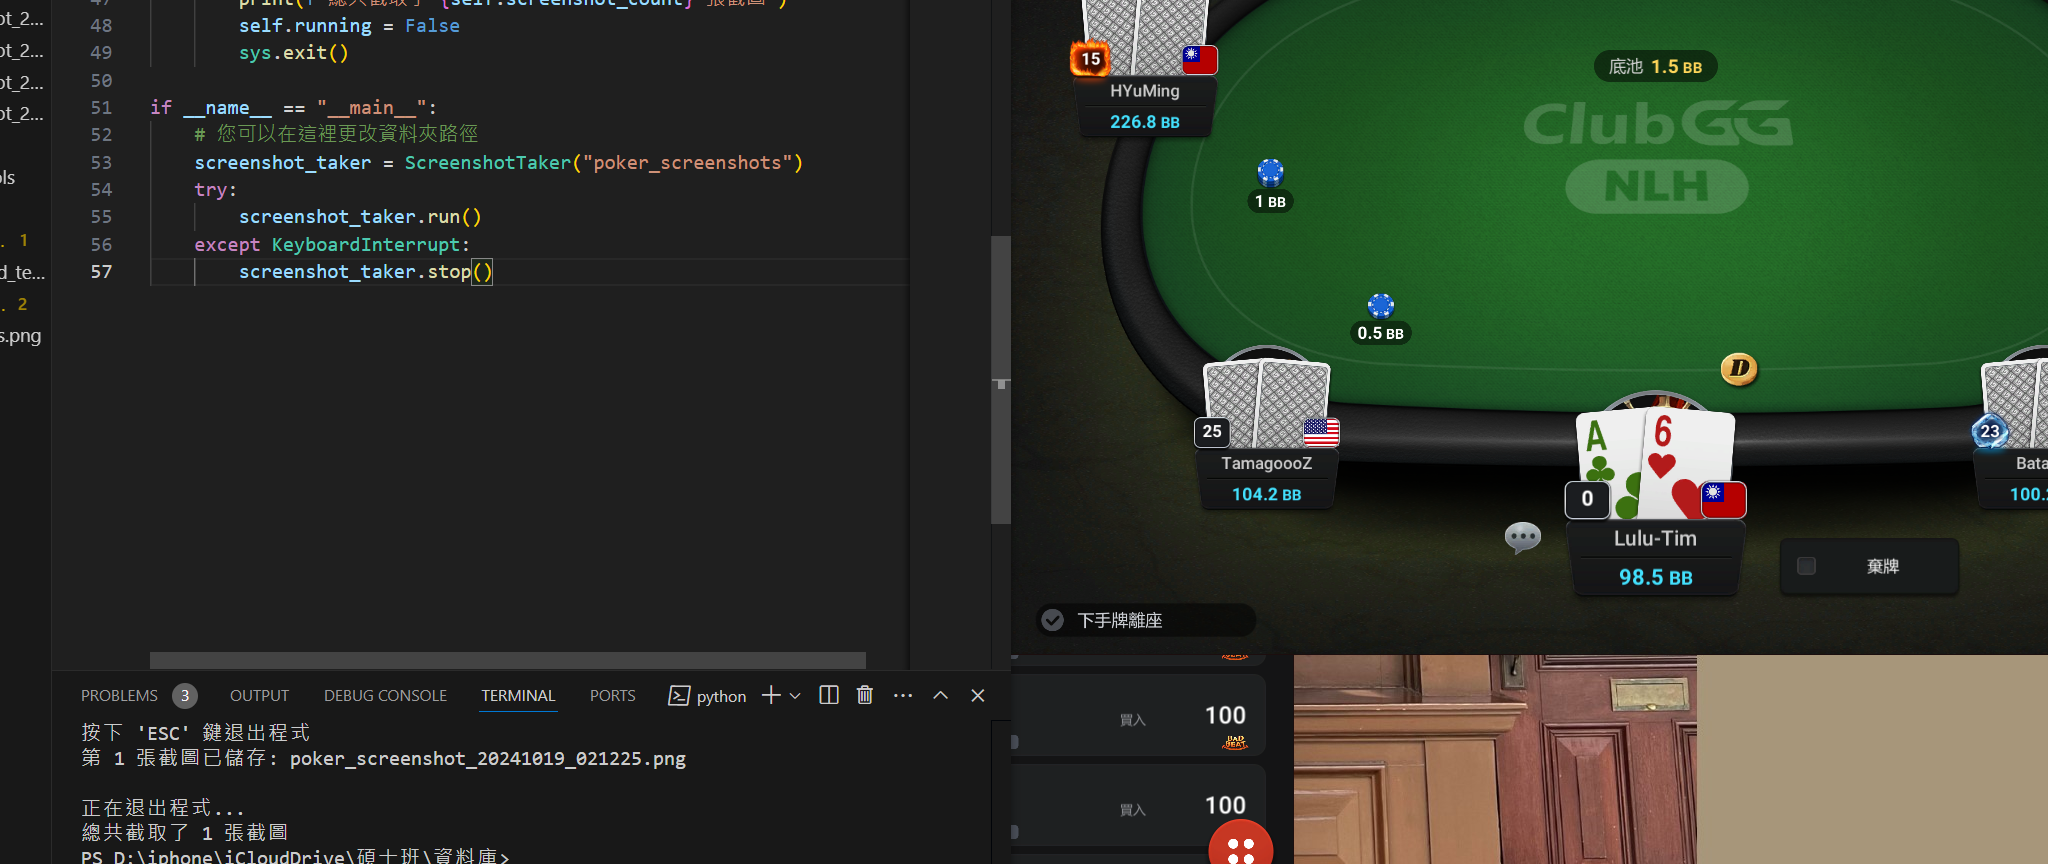 pt_2...
pt_2...
pt_2...
pt_2...
ols
. 1
d_te...
. 2
s.png
47 print(f"總共截取了 {self.screenshot_count} 張截圖")
48 self.running = False
49 sys.exit()
50
51 if __name__ == "__main__":
52 # 您可以在這裡更改資料夾路徑
53 screenshot_taker = ScreenshotTaker("poker_screenshots")
54 try:
55 screenshot_taker.run()
56 except KeyboardInterrupt:
57 screenshot_taker.stop()
PROBLEMS 3 OUTPUT DEBUG CONSOLE TERMINAL PORTS python
按下 'ESC' 鍵退出程式
第 1 張截圖已儲存: poker_screenshot_20241019_021225.png
正在退出程式...
總共截取了 1 張截圖
PS D:\iphone\iCloudDrive\碩士班\資料庫>
15
HYuMing
226.8 BB
底池 1.5 BB
ClubGG
NLH
1 BB
0.5 BB
D
25
TamagoooZ
104.2 BB
A 6
0
Lulu-Tim
98.5 BB
23
Bata
100.
棄牌
下手牌離座
買入 100
BAD BEAT
買入 100